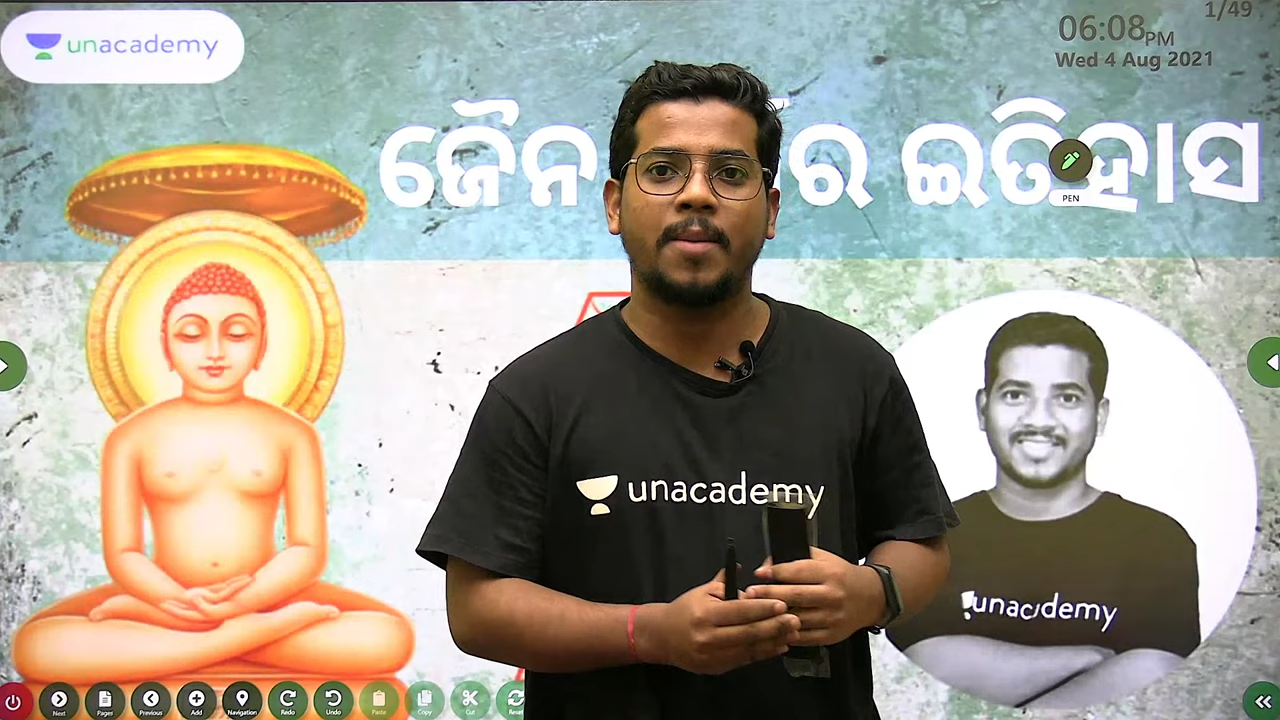 unacademy
1/49
06:08PM
Wed 4 Aug 2021
ଜୈନ ର ଇତିହାସ
PEN
unacademy
unacademy
Next
Pages
Previous
Add
Navigation
Redo
Undo
Paste
Copy
Cut
Reset